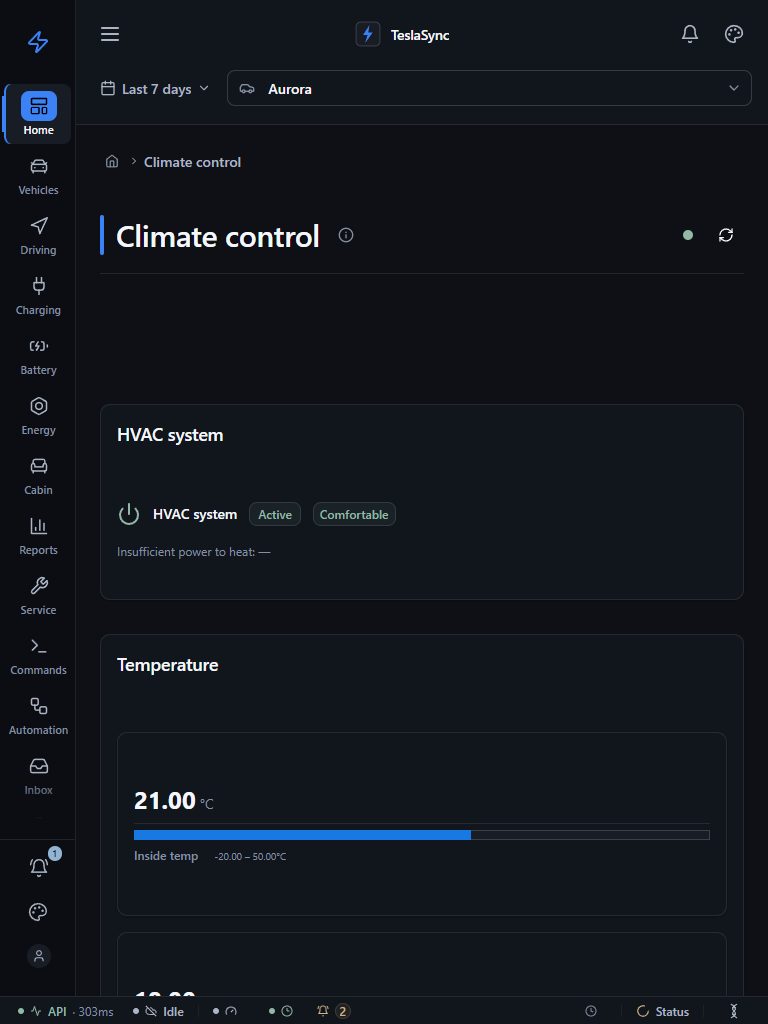 TeslaSync
Last 7 days
Aurora
Home
Vehicles
Driving
Charging
Battery
Energy
Cabin
Reports
Service
Commands
Automation
Inbox
1
Climate control
Climate control
HVAC system
HVAC system Active Comfortable
Insufficient power to heat: —
Temperature
21.00 °C
Inside temp -20.00 – 50.00°C
API · 303ms Idle 2 Status